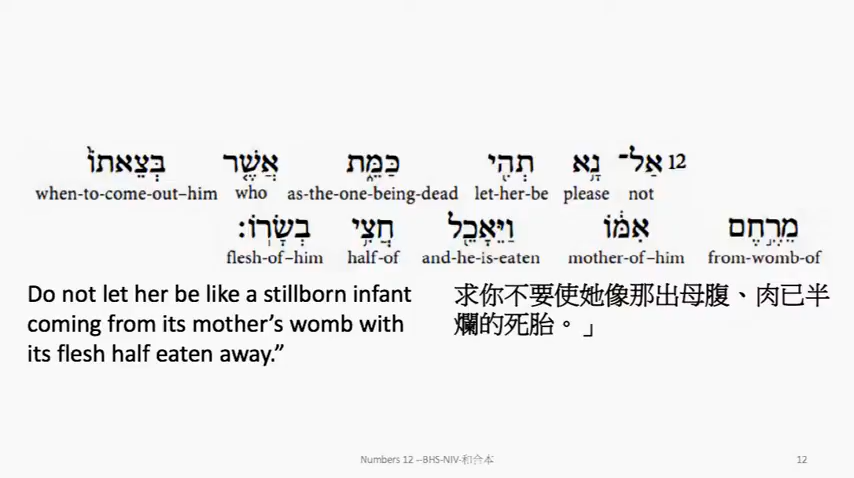 12 אַל־ נָ֥א תְהִ֖י כַּמֵּ֑ת אֲשֶׁ֤ר בְּצֵאתוֹ֙
when-to-come-out–him who as-the-one-being-dead let-her-be please not
מֵרֶ֣חֶם אִמּ֔וֹ וַיֵּאָכֵ֖ל חֲצִ֥י בְשָׂרֽוֹ׃
flesh-of–him half-of and-he-is-eaten mother-of–him from-womb-of
Do not let her be like a stillborn infant
coming from its mother’s womb with
its flesh half eaten away.”
求你不要使她像那出母腹、肉已半
爛的死胎。」
Numbers 12 --BHS-NIV-和合本
12